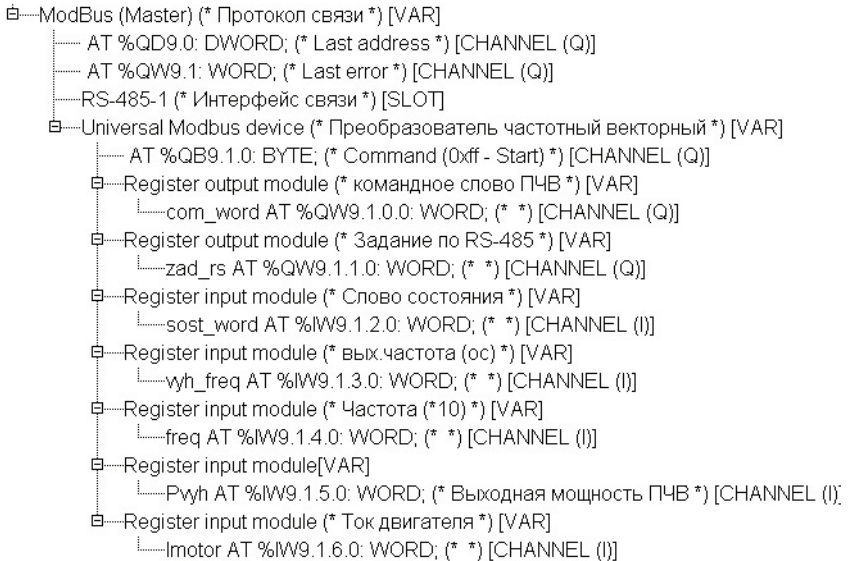 ModBus (Master) (* Протокол связи *) [VAR]
AT %QD9.0: DWORD; (* Last address *) [CHANNEL (Q)]
AT %QW9.1: WORD; (* Last error *) [CHANNEL (Q)]
RS-485-1 (* Интерфейс связи *) [SLOT]
Universal Modbus device (* Преобразователь частотный векторный *) [VAR]
AT %QB9.1.0: BYTE; (* Command (0xff - Start) *) [CHANNEL (Q)]
Register output module (* командное слово ПЧВ *) [VAR]
com_word AT %QW9.1.0.0: WORD; (* *) [CHANNEL (Q)]
Register output module (* Задание по RS-485 *) [VAR]
zad_rs AT %QW9.1.1.0: WORD; (* *) [CHANNEL (Q)]
Register input module (* Слово состояния *) [VAR]
sost_word AT %IW9.1.2.0: WORD; (* *) [CHANNEL (I)]
Register input module (* вых.частота (ос) *) [VAR]
vyh_freq AT %IW9.1.3.0: WORD; (* *) [CHANNEL (I)]
Register input module (* Частота (*10) *) [VAR]
freq AT %IW9.1.4.0: WORD; (* *) [CHANNEL (I)]
Register input module[VAR]
Pvyh AT %IW9.1.5.0: WORD; (* Выходная мощность ПЧВ *) [CHANNEL (I)]
Register input module (* Ток двигателя *) [VAR]
Imotor AT %IW9.1.6.0: WORD; (* *) [CHANNEL (I)]